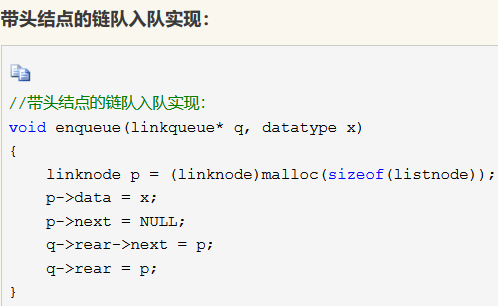 带头结点的链队入队实现：
//带头结点的链队入队实现：
void enqueue(linkqueue* q, datatype x)
{
    linknode p = (linknode)malloc(sizeof(listnode));
    p->data = x;
    p->next = NULL;
    q->rear->next = p;
    q->rear = p;
}